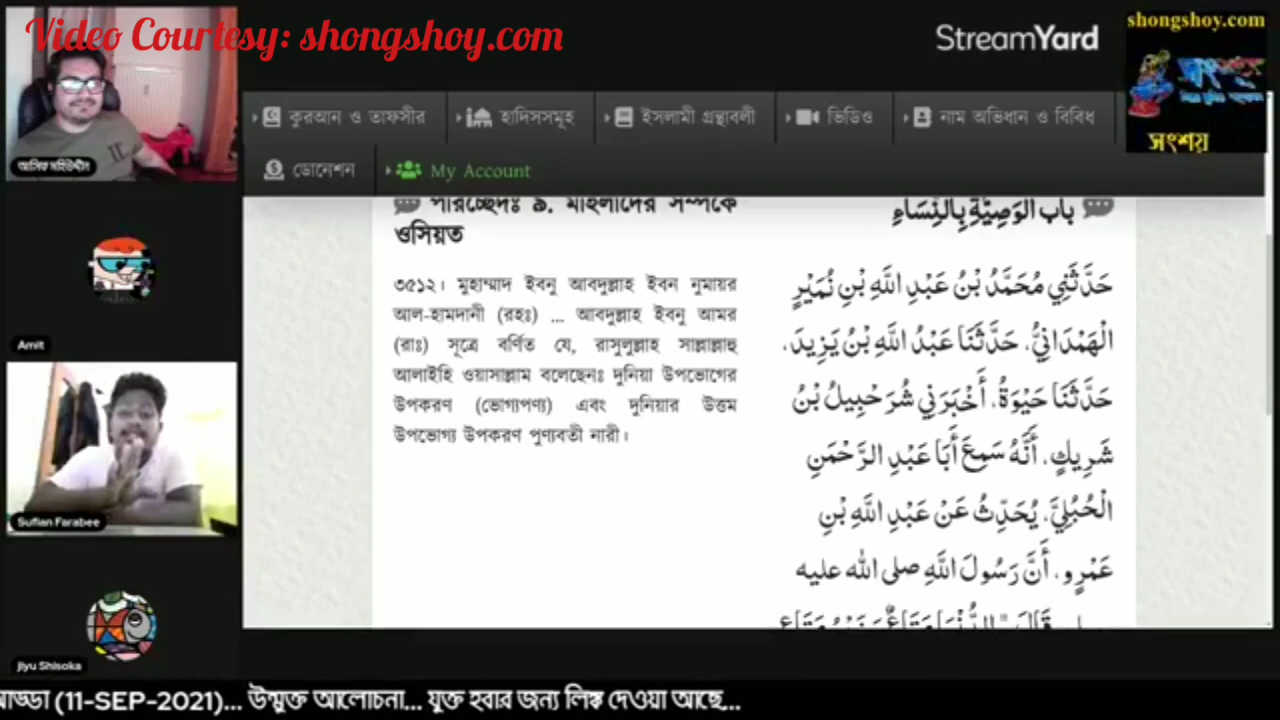 Video Courtesy: shongshoy.com
StreamYard
shongshoy.com
সংশয়
কুরআন ও তাফসীর
হাদিসসমূহ
ইসলামী গ্রন্থাবলী
ভিডিও
নাম অভিধান ও বিবিধ
ডোনেশন
My Account
আসিফ মহিউদ্দীন
Amit
Sufian Farabee
Jiyu Shisoka
পরিচ্ছেদঃ ৯. মহিলাদের সম্পর্কে
ওসিয়ত
৩৫১২। মুহাম্মাদ ইবনু আবদুল্লাহ ইবন নুমায়র
আল-হামদানী (রহঃ) ... আবদুল্লাহ ইবনু আমর
(রাঃ) সূত্রে বর্ণিত যে, রাসুলুল্লাহ সাল্লাল্লাহু
আলাইহি ওয়াসাল্লাম বলেছেনঃ দুনিয়া উপভোগের
উপকরণ (ভোগ্যপণ্য) এবং দুনিয়ার উত্তম
উপভোগ্য উপকরণ পুণ্যবতী নারী।
باب الْوَصِيَّةِ بِالنِّسَاءِ
حَدَّثَنِي مُحَمَّدُ بْنُ عَبْدِ اللَّهِ بْنِ نُمَيْرٍ
الْهَمْدَانِيُّ، حَدَّثَنَا عَبْدُ اللَّهِ بْنُ يَزِيدَ،
حَدَّثَنَا حَيْوَةُ، أَخْبَرَنِي شُرَحْبِيلُ بْنُ
شَرِيكٍ، أَنَّهُ سَمِعَ أَبَا عَبْدِ الرَّحْمَنِ
الْحُبُلِيَّ، يُحَدِّثُ عَنْ عَبْدِ اللَّهِ بْنِ
عَمْرٍو، أَنَّ رَسُولَ اللَّهِ صلى الله عليه
আড্ডা (11-SEP-2021)... উন্মুক্ত আলোচনা... যুক্ত হবার জন্য লিঙ্ক দেওয়া আছে...